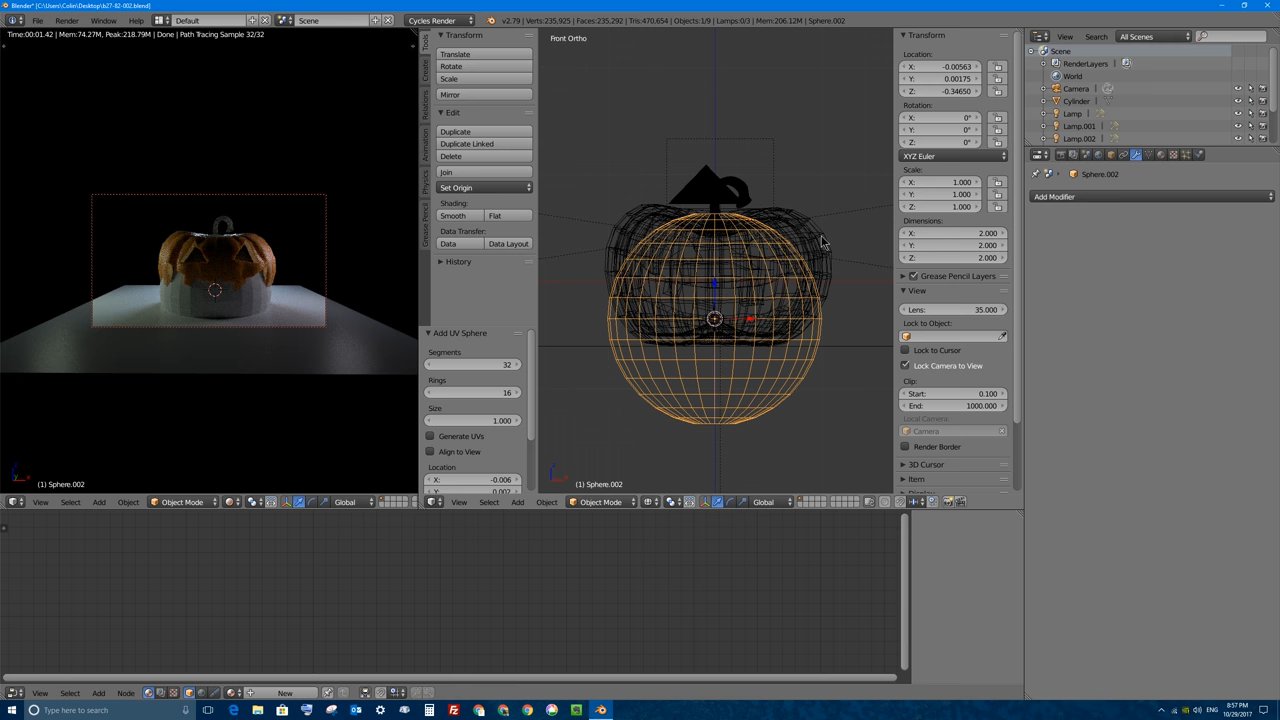 Blender* [C:\Users\Colin\Desktop\b27-82-002.blend]
File Render Window Help Default Scene Cycles Render v2.79 | Verts:235,925 | Faces:235,292 | Tris:470,654 | Objects:1/9 | Lamps:0/3 | Mem:206.12M | Sphere.002
Time:00:01.42 | Mem:74.27M, Peak:218.79M | Done | Path Tracing Sample 32/32
(1) Sphere.002
View Select Add Object Object Mode Global
Tools
Create
Relations
Animation
Physics
Grease Pencil
Transform
Translate
Rotate
Scale
Mirror
Edit
Duplicate
Duplicate Linked
Delete
Join
Set Origin
Shading:
Smooth Flat
Data Transfer:
Data Data Layout
History
Add UV Sphere
Segments
32
Rings
16
Size
1.000
Generate UVs
Align to View
Location
X: -0.006
Y: 0.002
Front Ortho
(1) Sphere.002
View Select Add Object Object Mode Global
Transform
Location:
X: -0.00563
Y: 0.00175
Z: -0.34650
Rotation:
X: 0°
Y: 0°
Z: 0°
XYZ Euler
Scale:
X: 1.000
Y: 1.000
Z: 1.000
Dimensions:
X: 2.000
Y: 2.000
Z: 2.000
Grease Pencil Layers
View
Lens: 35.000
Lock to Object:
Lock to Cursor
Lock Camera to View
Clip:
Start: 0.100
End: 1000.000
Local Camera:
Camera
Render Border
3D Cursor
Item
Display
View Search All Scenes
Scene
RenderLayers
World
Camera
Cylinder
Lamp
Lamp.001
Lamp.002
Sphere.002
Add Modifier
View Select Add Node New
Type here to search
8:57 PM
10/29/2017